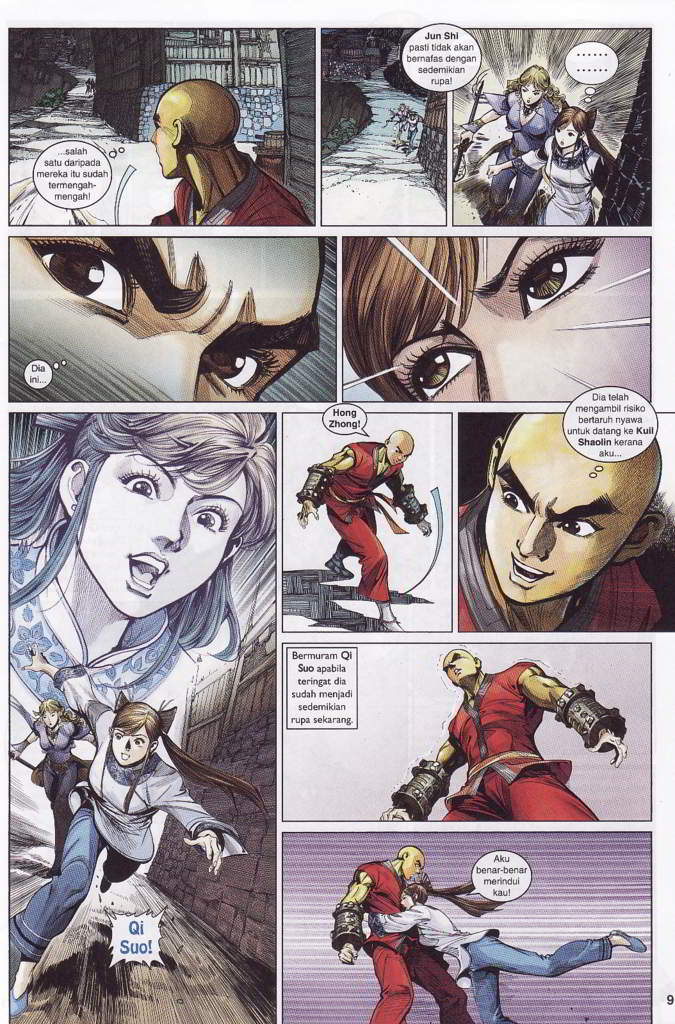 ...salah
satu daripada
mereka itu sudah
termengah-
mengah!
Jun Shi
pasti tidak akan
bernafas dengan
sedemikian
rupa!
......
......
Dia
ini...
Hong
Zhong!
Dia telah
mengambil risiko
bertaruh nyawa
untuk datang ke Kuil
Shaolin kerana
aku...
Qi
Suo!
Bermuram Qi
Suo apabila
teringat dia
sudah menjadi
sedemikian
rupa sekarang.
Aku
benar-benar
merindui
kau!
9